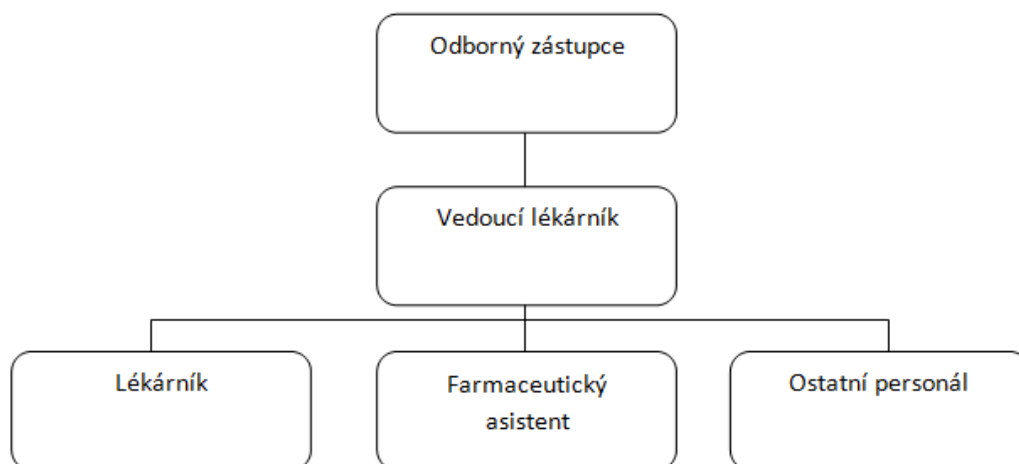 Odborný zástupce
Vedoucí lékárník
Lékárník
Farmaceutický
asistent
Ostatní personál